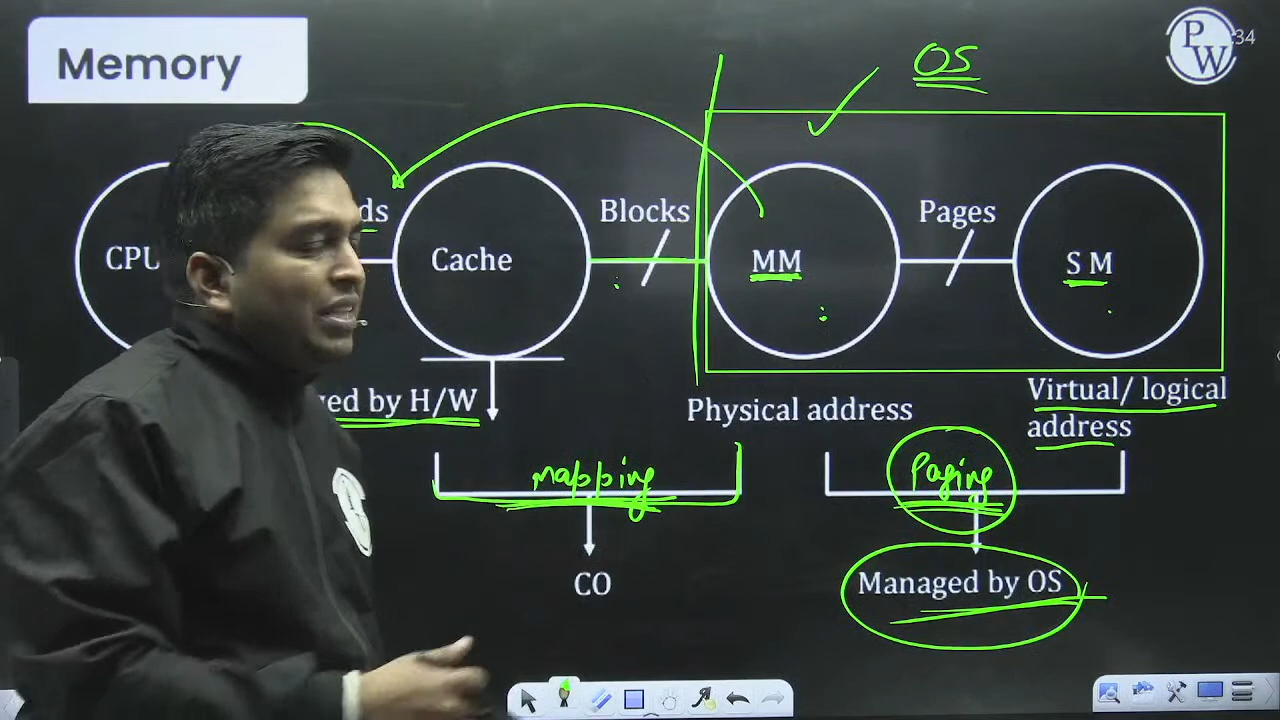 Memory
PW
34
OS
CPU
Cache
Blocks
MM
Pages
S M
H/W
by
Physical address
Virtual/ logical
address
mapping
Paging
CO
Managed by OS